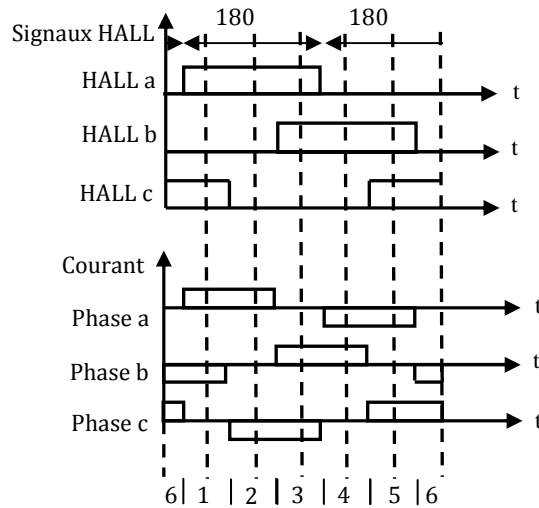 180 180
Signaux HALL
HALL a
t
HALL b
t
HALL c
t
Courant
t
Phase a
t
Phase b
t
Phase c
6 | 1 | 2 | 3 | 4 | 5 | 6